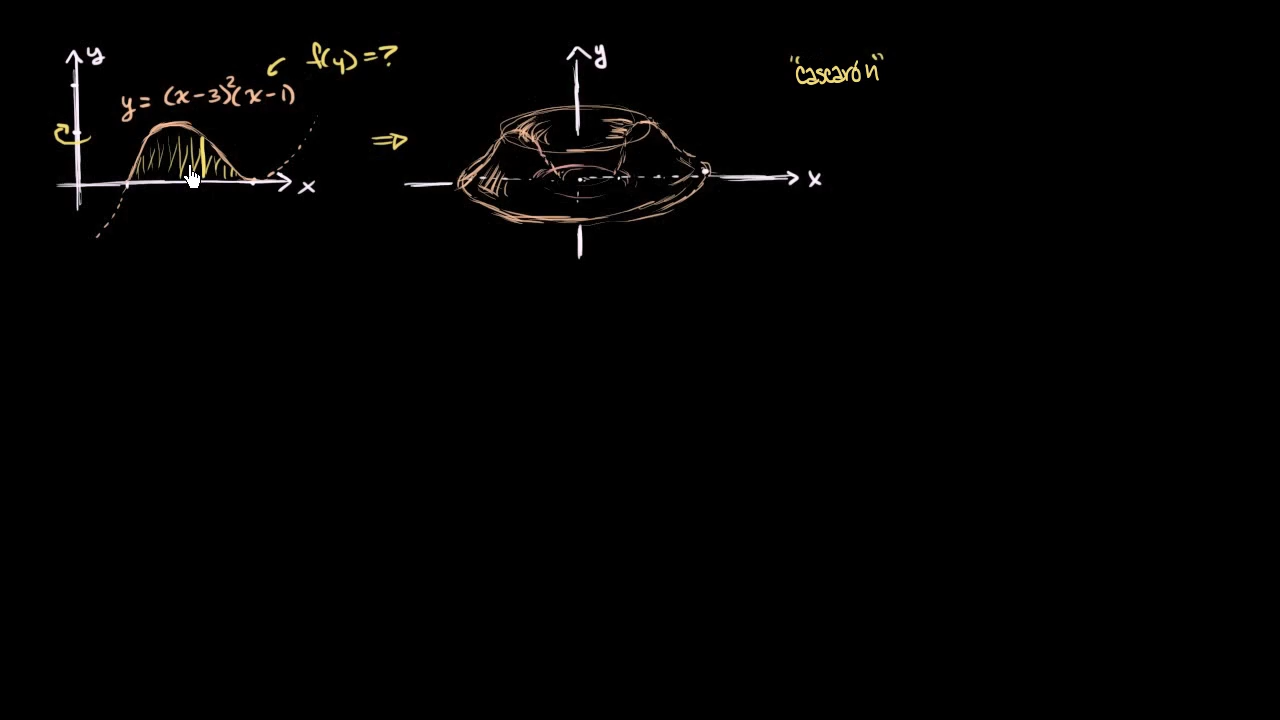 y
f(y) = ?
y = (x-3)²(x-1)
x
⇒
y
x
"cascarón"